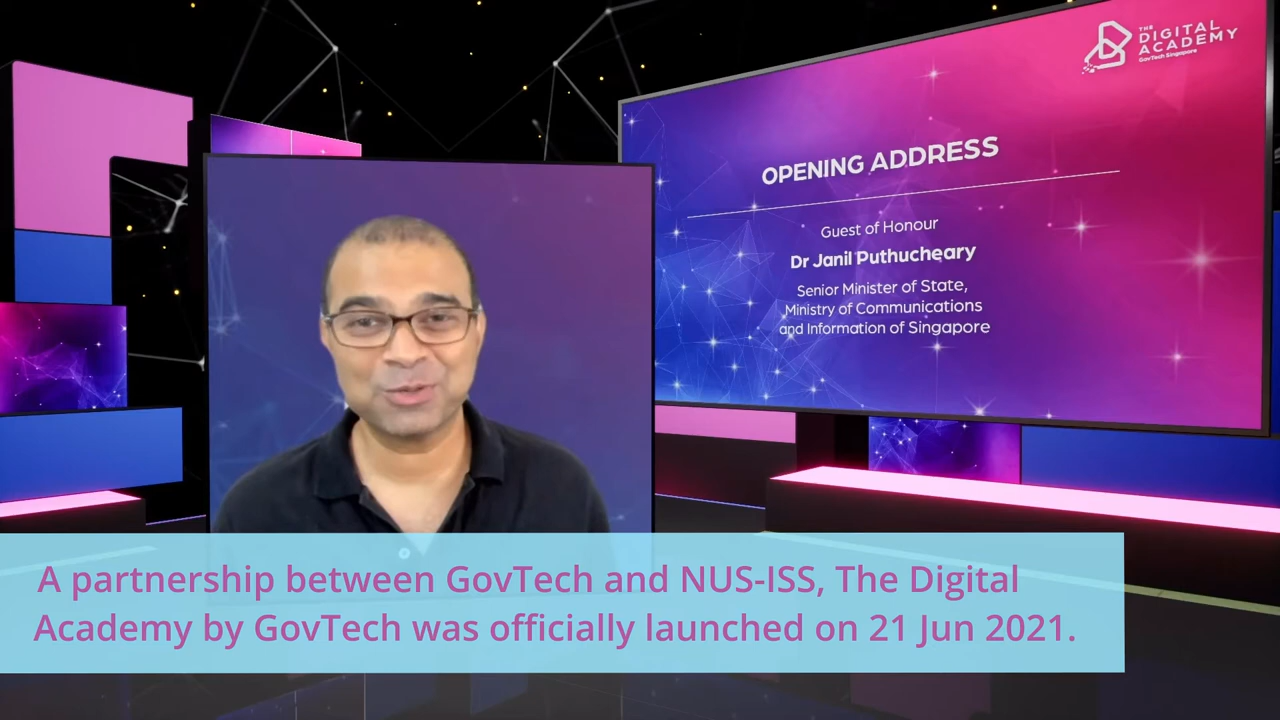 THE
DIGITAL
ACADEMY
GovTech Singapore
OPENING ADDRESS
Guest of Honour
Dr Janil Puthucheary
Senior Minister of State,
Ministry of Communications
and Information of Singapore
A partnership between GovTech and NUS-ISS, The Digital
Academy by GovTech was officially launched on 21 Jun 2021.